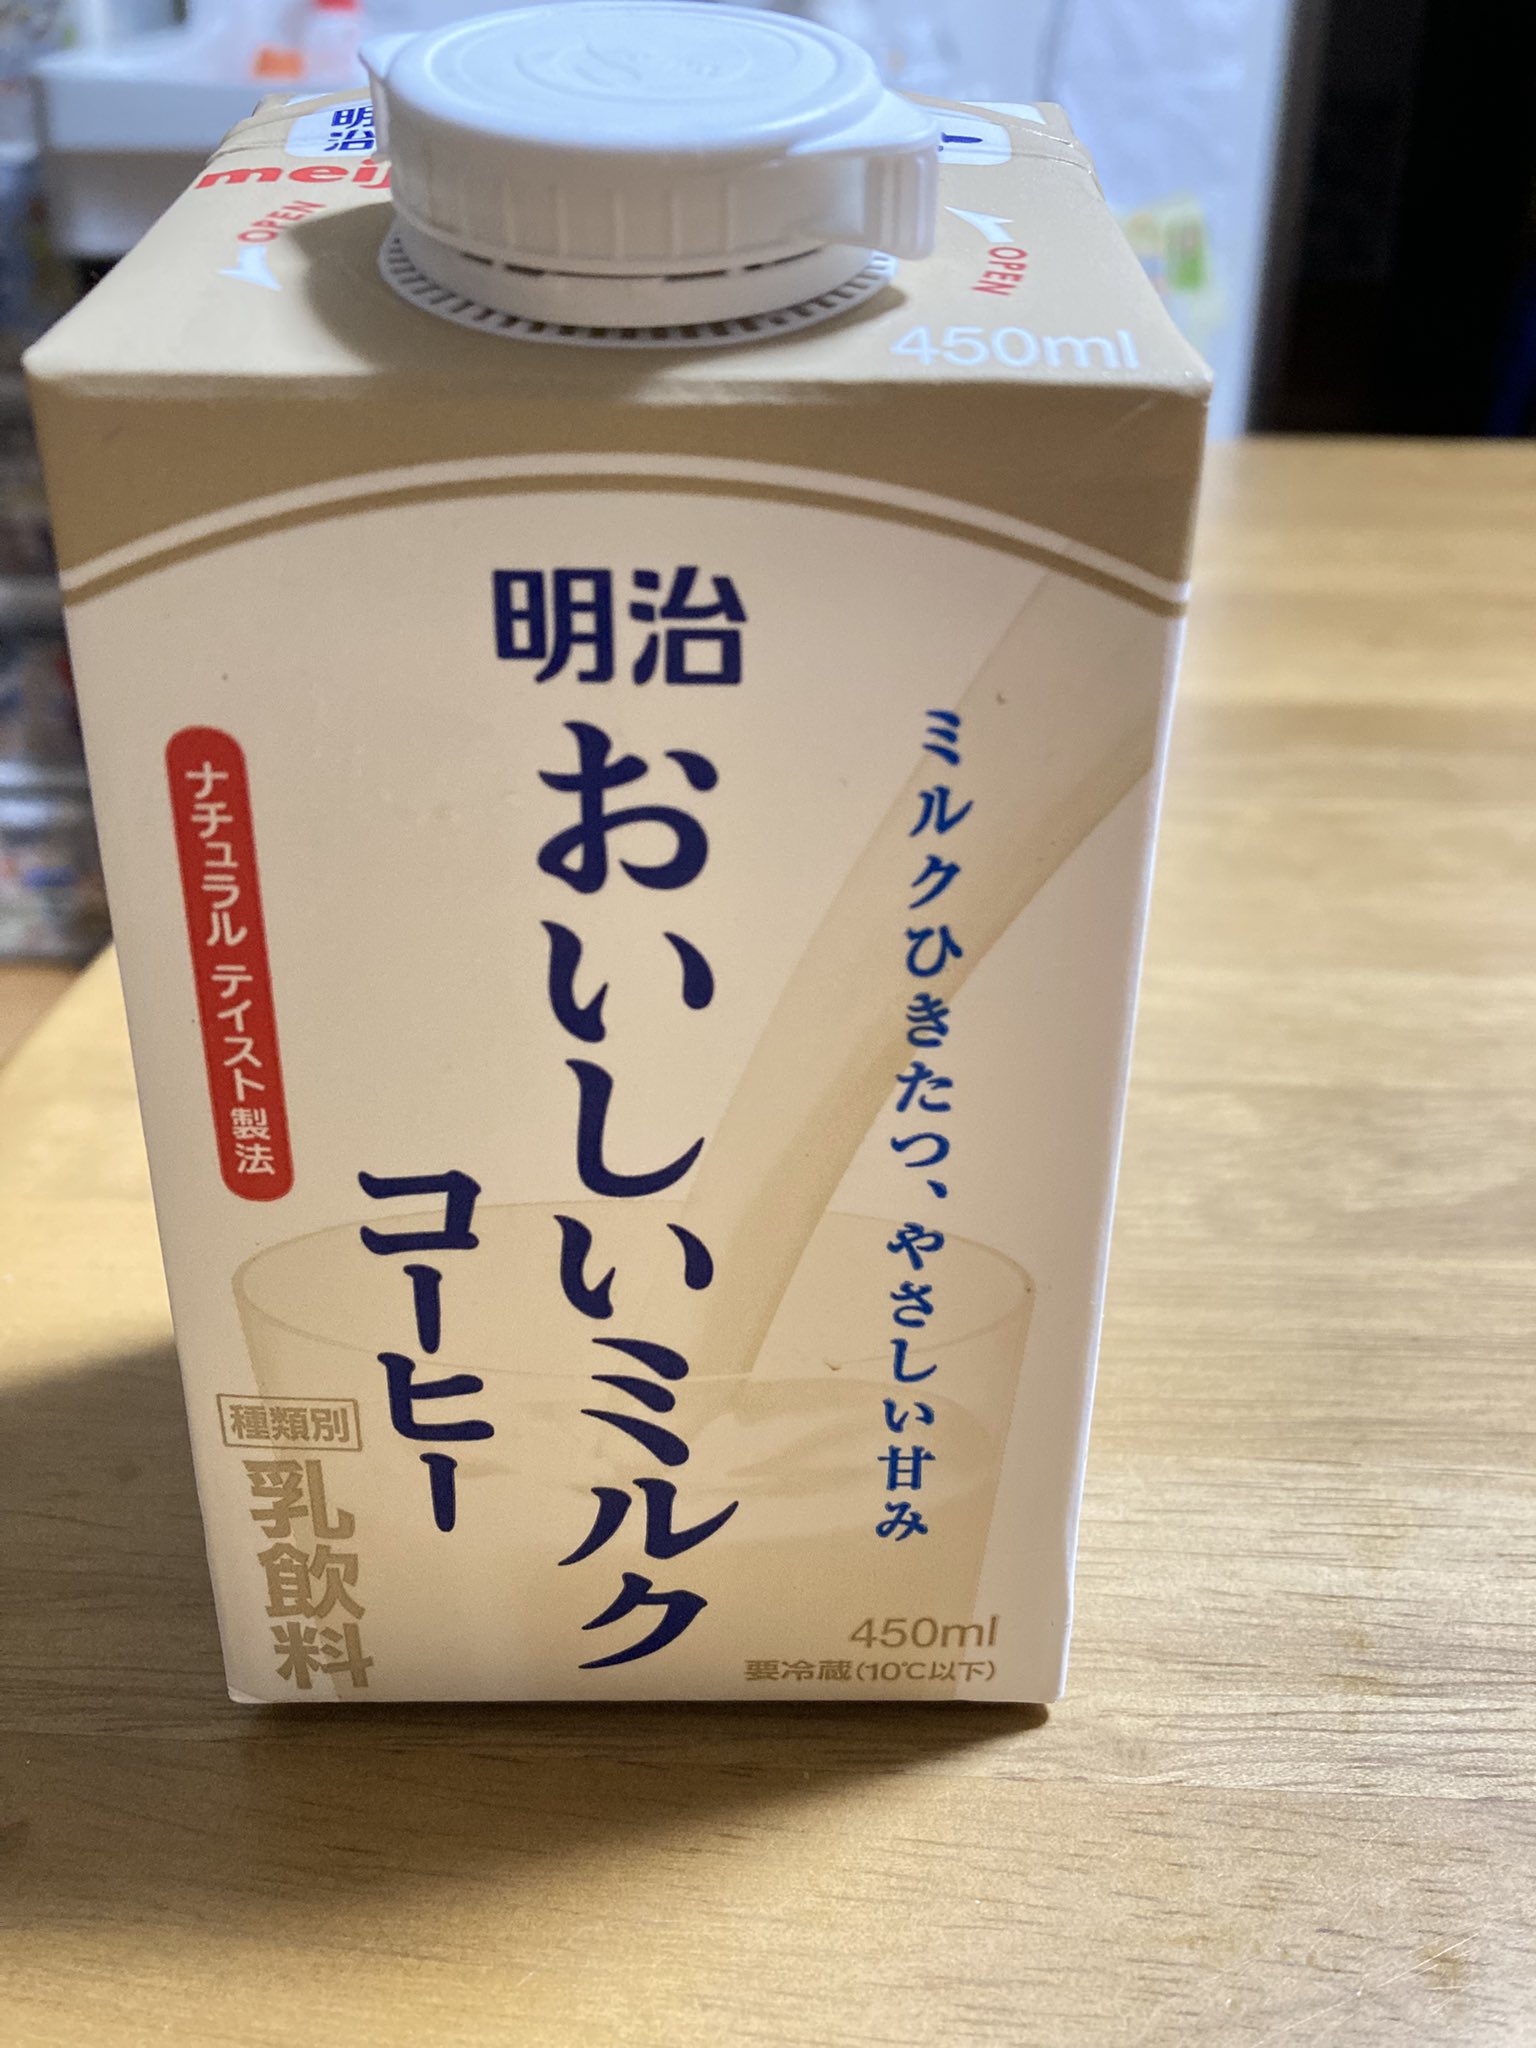 明治
meiji
OPEN
OPEN
450ml
明治
おいしいミルク
コーヒー
ミルクひきたつ、やさしい甘み
ナチュラル テイスト製法
種類別
乳飲料
450ml
要冷蔵(10℃以下)